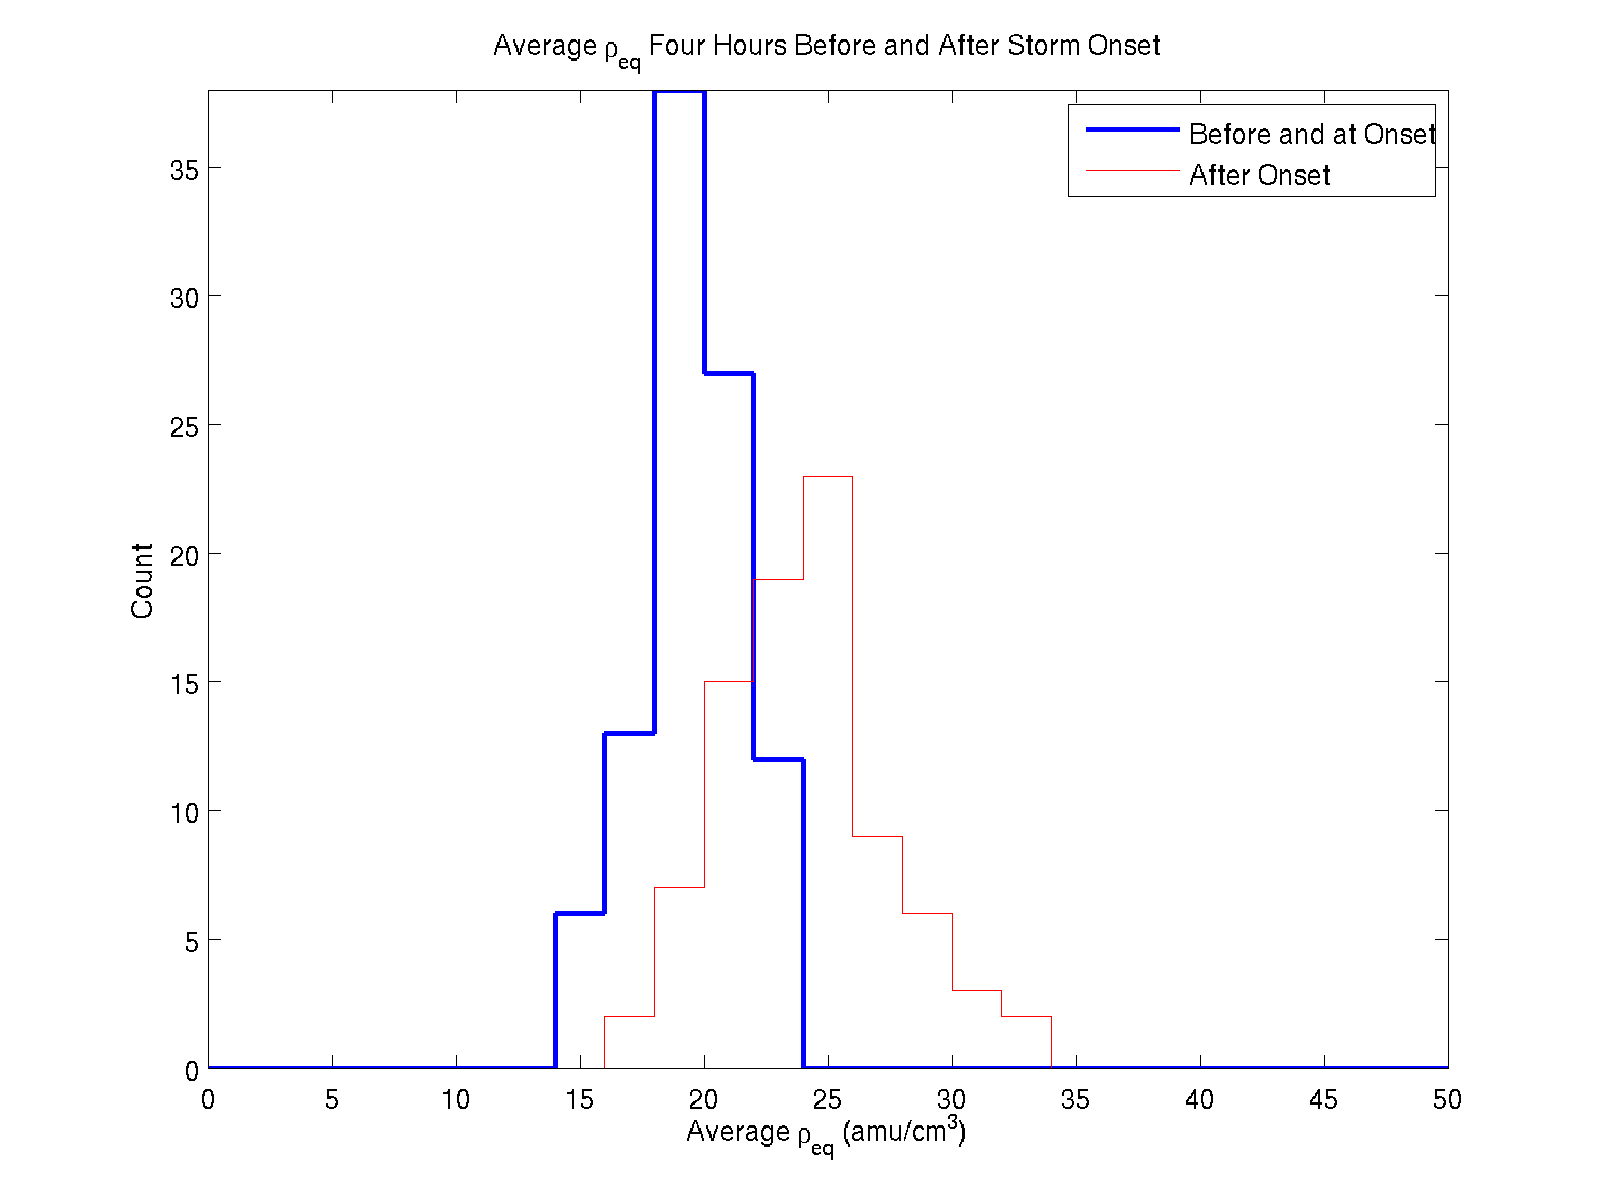 Average ρeq Four Hours Before and After Storm Onset
Before and at Onset
After Onset
35
30
25
20
15
10
5
0
Count
0 5 10 15 20 25 30 35 40 45 50
Average ρeq (amu/cm³)